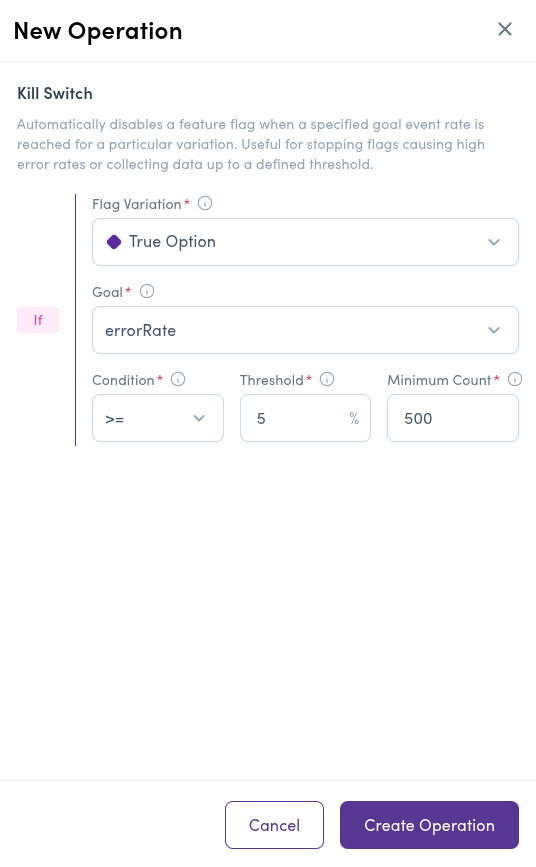 New Operation
Kill Switch
Automatically disables a feature flag when a specified goal event rate is
reached for a particular variation. Useful for stopping flags causing high
error rates or collecting data up to a defined threshold.
Flag Variation*
True Option
If
Goal*
errorRate
Condition* Threshold* Minimum Count*
>= 5 % 500
Cancel Create Operation